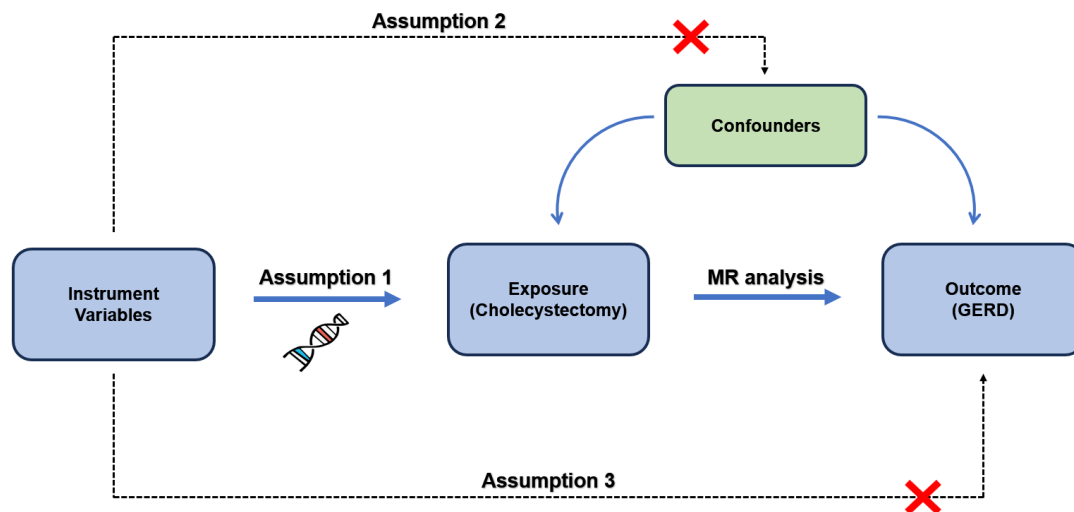 Assumption 2
Confounders
Assumption 1
Instrument
Variables
Exposure
(Cholecystectomy)
MR analysis
Outcome
(GERD)
Assumption 3